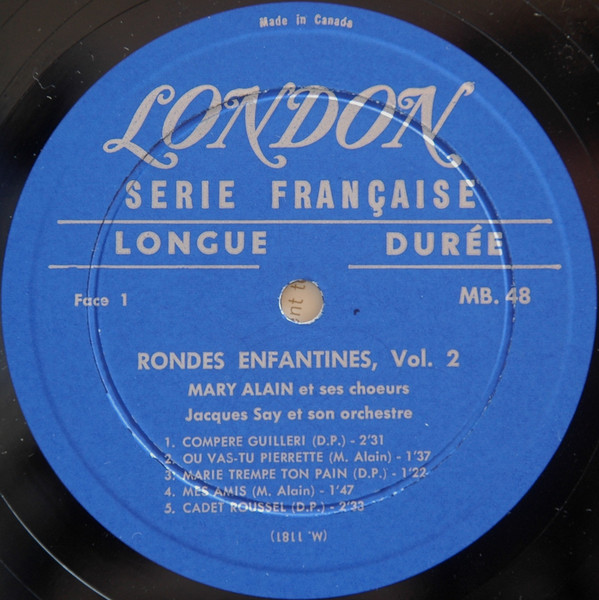 Made in Canada
LONDON
SERIE FRANÇAISE
LONGUE DURÉE
Face 1 MB. 48
ent t
RONDES ENFANTINES, Vol. 2
MARY ALAIN et ses choeurs
Jacques Say et son orchestre
1. COMPERE GUILLERI (D.P.) - 2'31
2. OU VAS-TU PIERRETTE (M. Alain) - 1'37
3. MARIE TREMPE TON PAIN (D.P.) - 1'22
4. MES AMIS (M. Alain) - 1'47
5. CADET ROUSSEL (D.P.) - 2'33
(M. 1181)